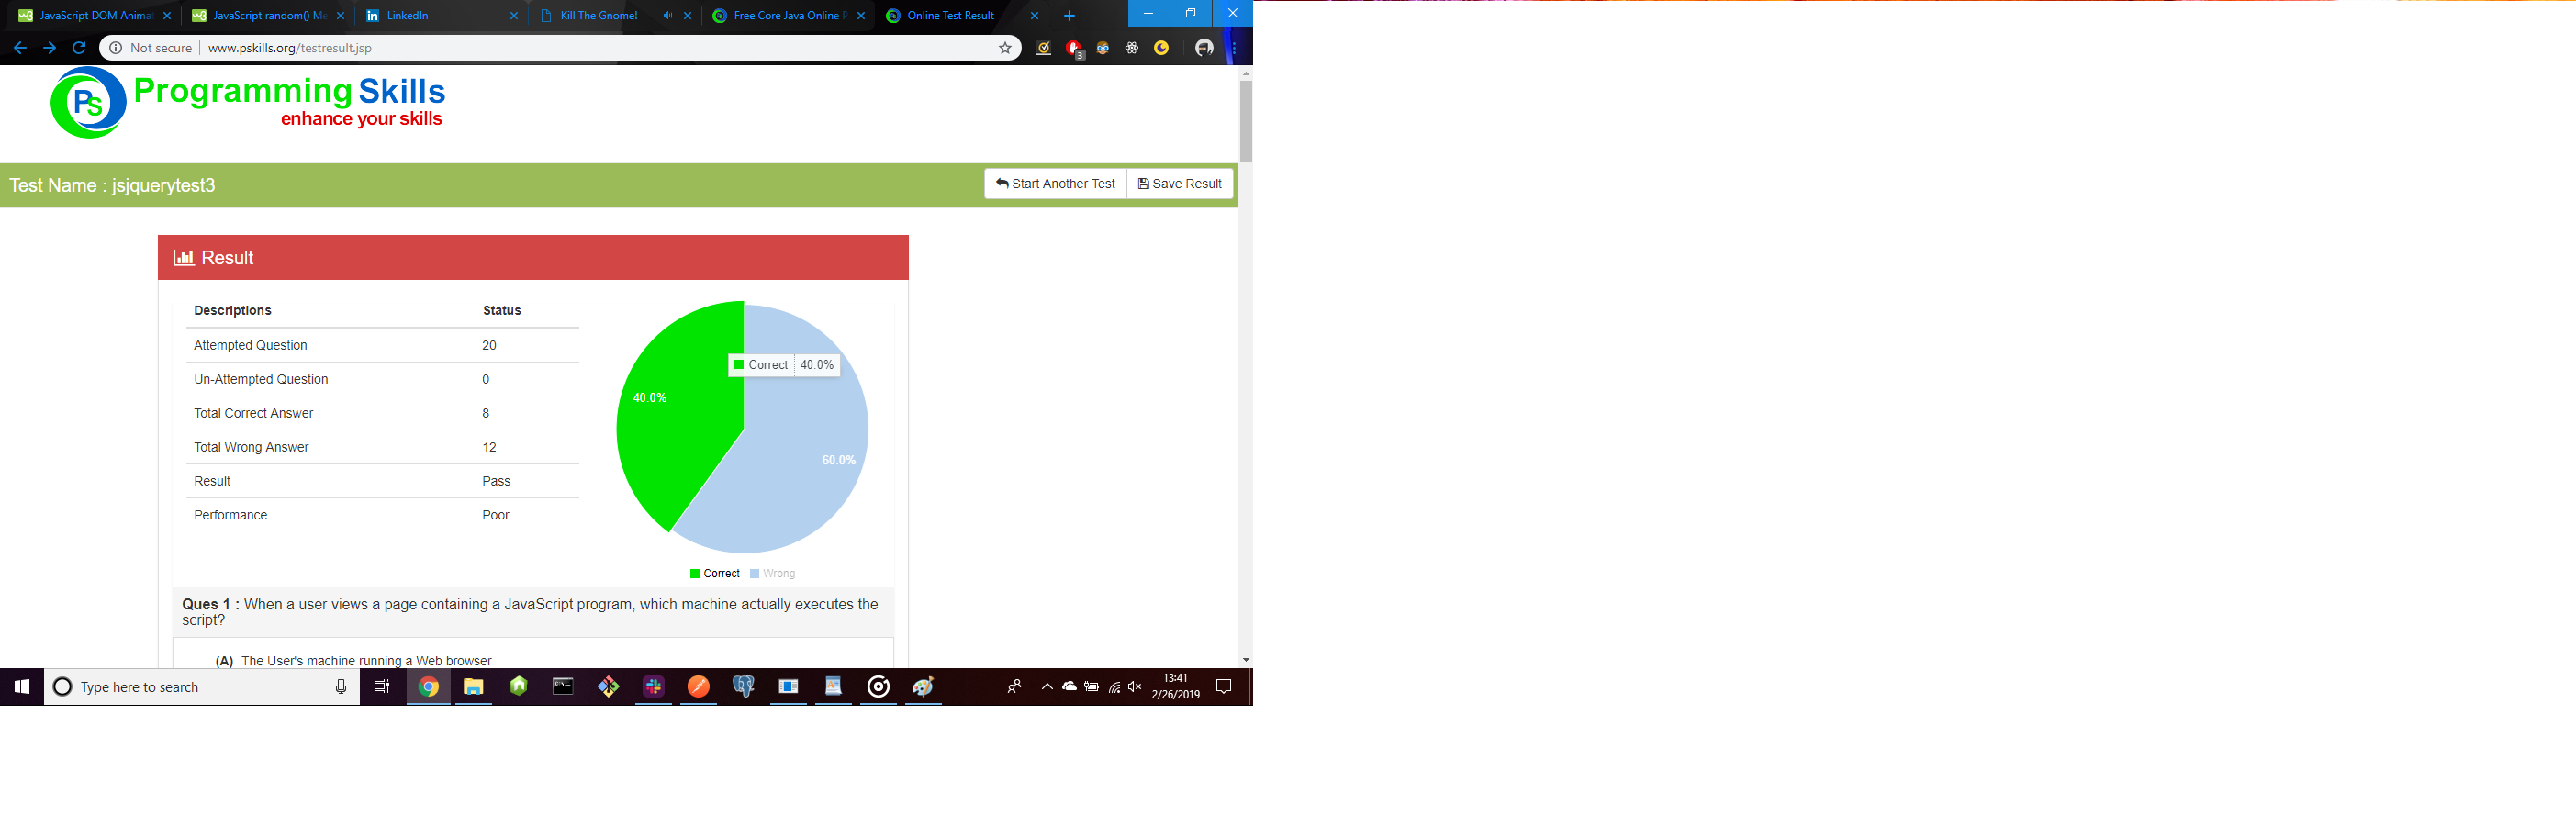 JavaScript DOM Animat
JavaScript random() Me
LinkedIn
Kill The Gnome!
Free Core Java Online P
Online Test Result
Not secure
www.pskills.org/testresult.jsp
3
PS
Programming Skills
enhance your skills
Test Name : jsjquerytest3
Start Another Test
Save Result
Result
Descriptions Status
Attempted Question 20
Un-Attempted Question 0
Total Correct Answer 8
Total Wrong Answer 12
Result Pass
Performance Poor
Correct 40.0%
40.0%
60.0%
Correct Wrong
Ques 1 : When a user views a page containing a JavaScript program, which machine actually executes the
script?
(A) The User's machine running a Web browser
Type here to search
13:41
2/26/2019